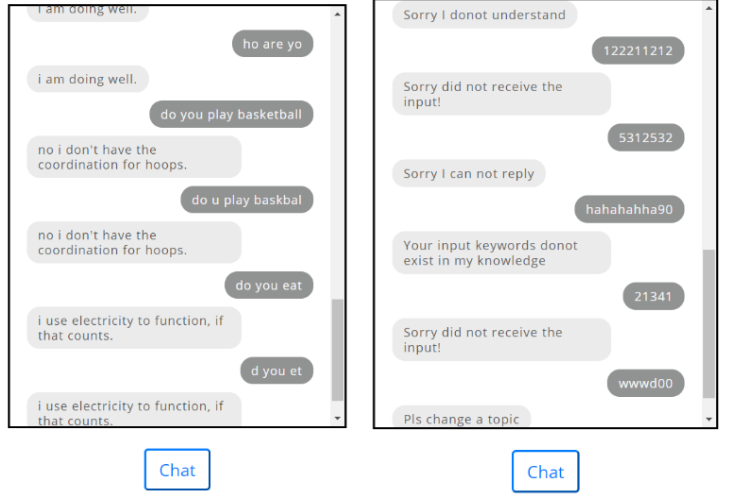 i am doing well.
ho are yo
i am doing well.
do you play basketball
no i don't have the
coordination for hoops.
do u play baskbal
no i don't have the
coordination for hoops.
do you eat
i use electricity to function, if
that counts.
d you et
i use electricity to function, if
that counts.
Chat
Sorry I donot understand
122211212
Sorry did not receive the
input!
5312532
Sorry I can not reply
hahahahha90
Your input keywords donot
exist in my knowledge
21341
Sorry did not receive the
input!
wwwd00
Pls change a topic
Chat